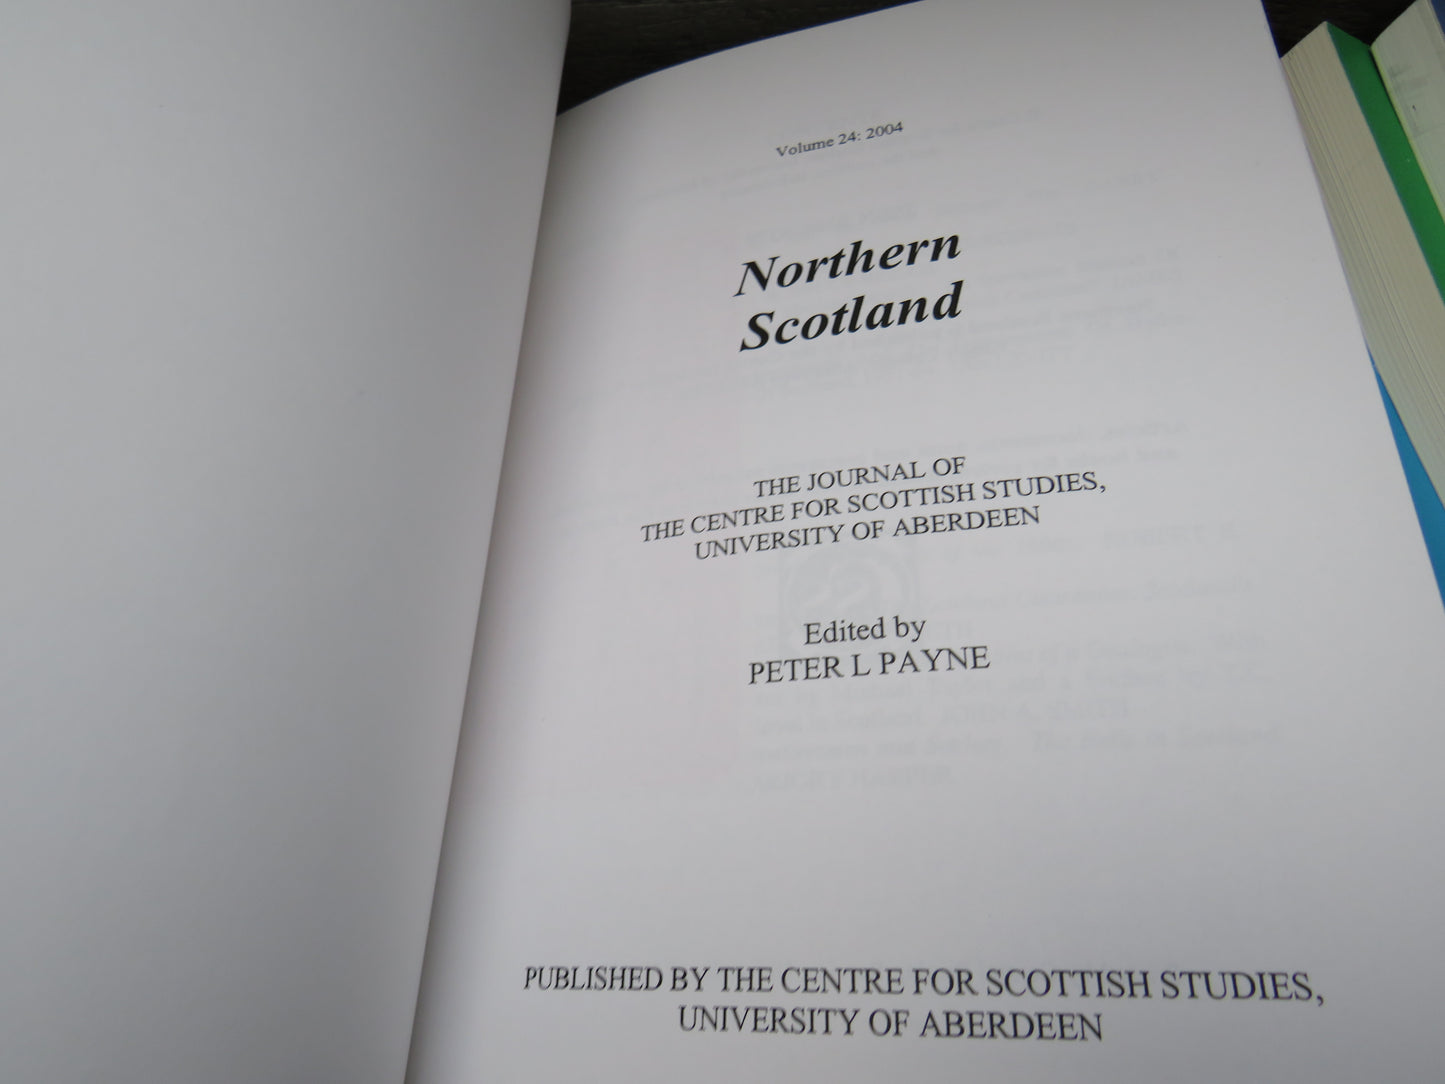 Volume 24: 2004
Northern
Scotland
THE JOURNAL OF
THE CENTRE FOR SCOTTISH STUDIES,
UNIVERSITY OF ABERDEEN
Edited by
PETER L PAYNE
PUBLISHED BY THE CENTRE FOR SCOTTISH STUDIES,
UNIVERSITY OF ABERDEEN